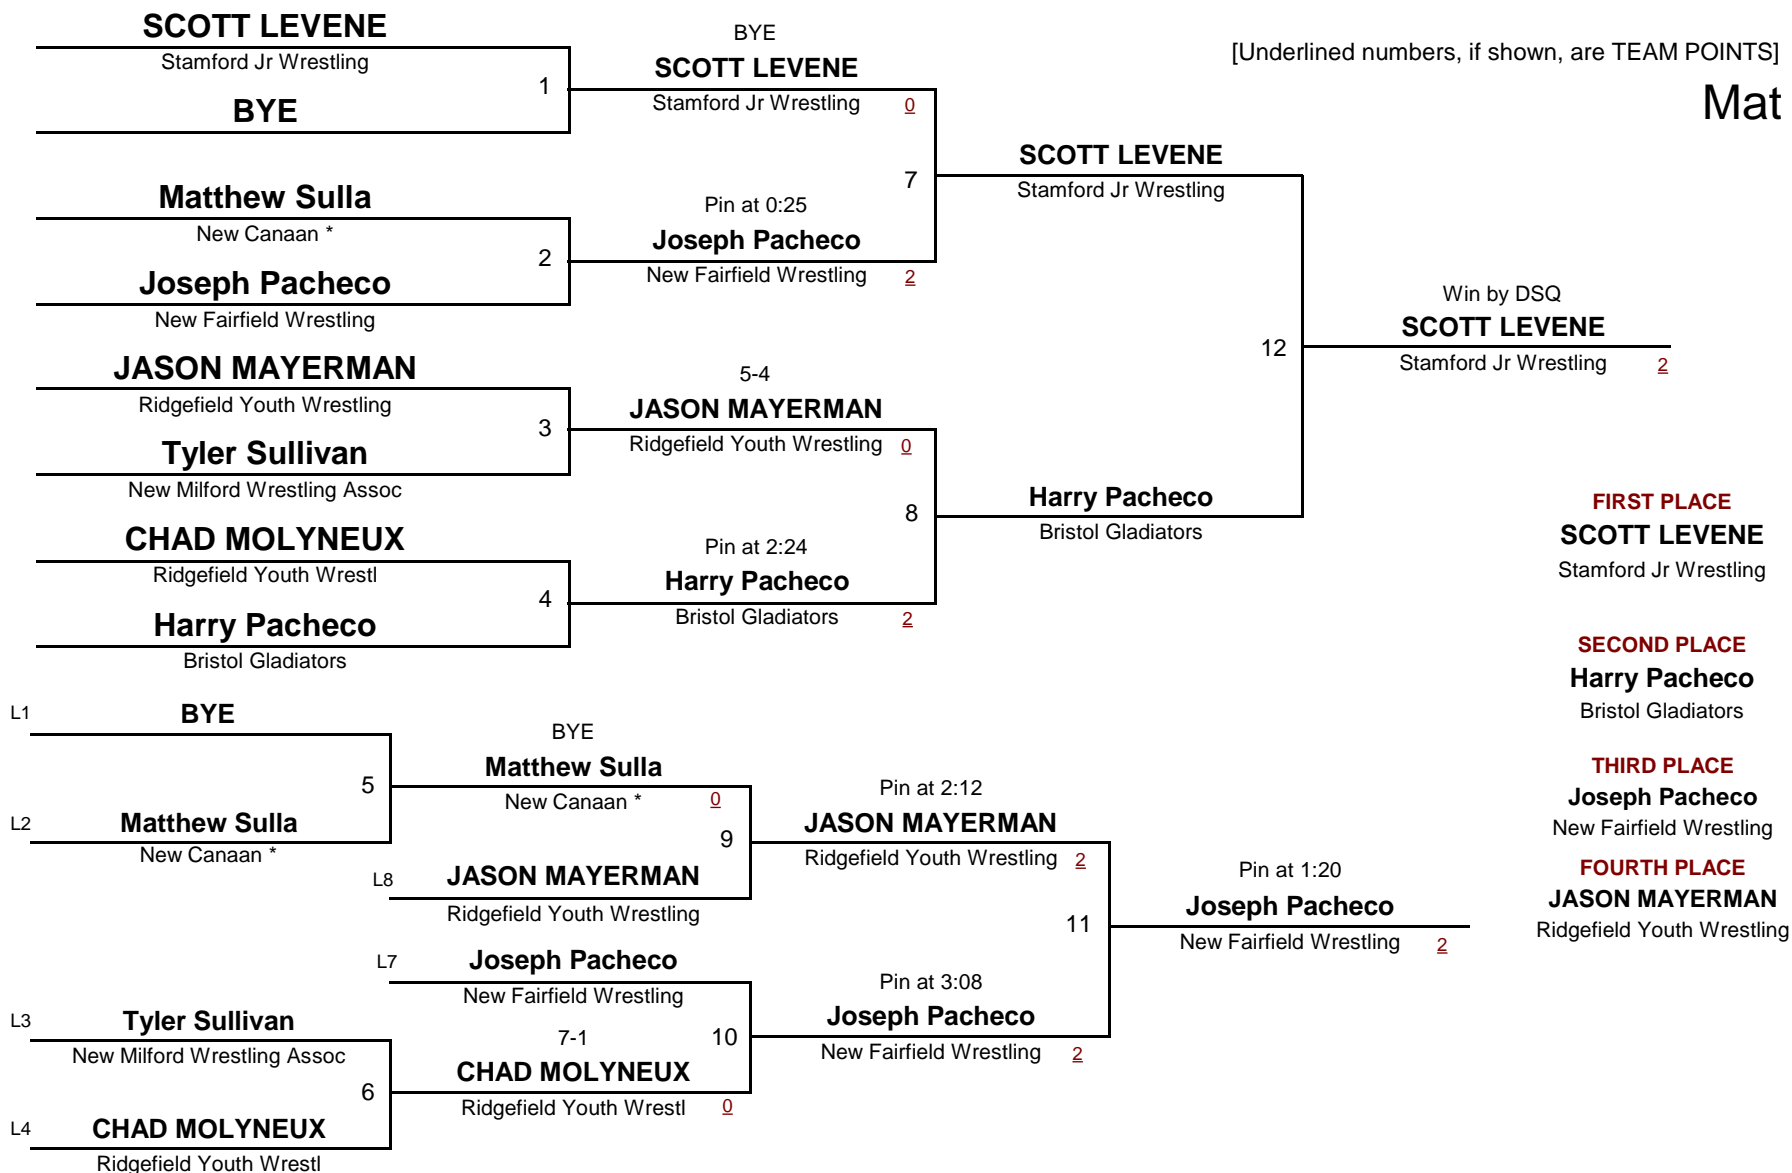 [Underlined numbers, if shown, are TEAM POINTS]
Mat
SCOTT LEVENE
Stamford Jr Wrestling
1
BYE
BYE
SCOTT LEVENE
Stamford Jr Wrestling 0
Matthew Sulla
New Canaan *
2
Joseph Pacheco
New Fairfield Wrestling
Pin at 0:25
Joseph Pacheco
New Fairfield Wrestling 2
7
SCOTT LEVENE
Stamford Jr Wrestling
JASON MAYERMAN
Ridgefield Youth Wrestling
3
Tyler Sullivan
New Milford Wrestling Assoc
5-4
JASON MAYERMAN
Ridgefield Youth Wrestling 0
CHAD MOLYNEUX
Ridgefield Youth Wrestl
4
Harry Pacheco
Bristol Gladiators
Pin at 2:24
Harry Pacheco
Bristol Gladiators 2
8
Harry Pacheco
Bristol Gladiators
12
Win by DSQ
SCOTT LEVENE
Stamford Jr Wrestling 2
FIRST PLACE
SCOTT LEVENE
Stamford Jr Wrestling
SECOND PLACE
Harry Pacheco
Bristol Gladiators
THIRD PLACE
Joseph Pacheco
New Fairfield Wrestling
FOURTH PLACE
JASON MAYERMAN
Ridgefield Youth Wrestling
L1 BYE
5
L2 Matthew Sulla
New Canaan *
BYE
Matthew Sulla
New Canaan * 0
9
L8 JASON MAYERMAN
Ridgefield Youth Wrestling
Pin at 2:12
JASON MAYERMAN
Ridgefield Youth Wrestling 2
L7 Joseph Pacheco
New Fairfield Wrestling
10
L3 Tyler Sullivan
New Milford Wrestling Assoc
6
L4 CHAD MOLYNEUX
Ridgefield Youth Wrestl
7-1
CHAD MOLYNEUX
Ridgefield Youth Wrestl 0
Pin at 3:08
Joseph Pacheco
New Fairfield Wrestling 2
11
Pin at 1:20
Joseph Pacheco
New Fairfield Wrestling 2